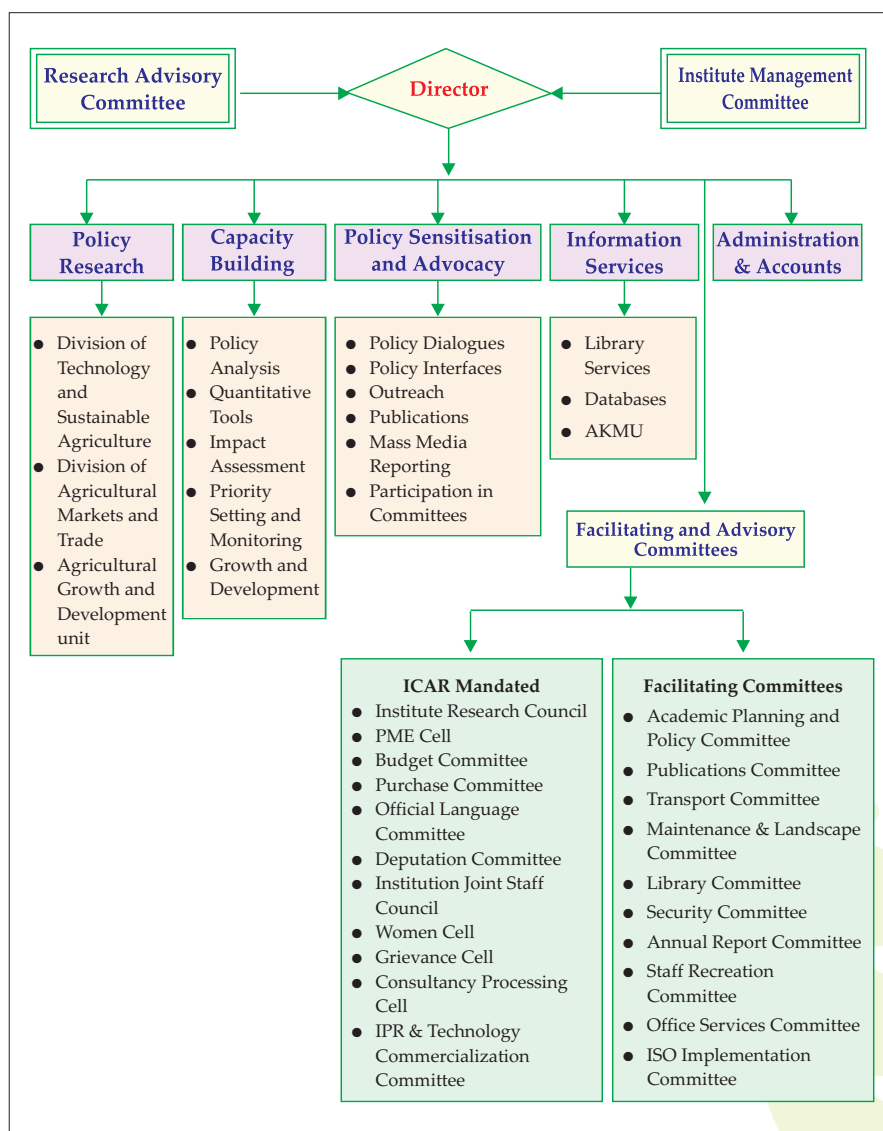 Research Advisory
Committee
Director
Institute Management
Committee
Policy
Research
Capacity
Building
Policy Sensitisation
and Advocacy
Information
Services
Administration
& Accounts
● Division of
Technology
and
Sustainable
Agriculture
● Division of
Agricultural
Markets and
Trade
● Agricultural
Growth and
Development
unit
● Policy
Analysis
● Quantitative
Tools
● Impact
Assessment
● Priority
Setting and
Monitoring
● Growth and
Development
● Policy Dialogues
● Policy Interfaces
● Outreach
● Publications
● Mass Media
Reporting
● Participation in
Committees
● Library
Services
● Databases
● AKMU
Facilitating and Advisory
Committees
ICAR Mandated
● Institute Research Council
● PME Cell
● Budget Committee
● Purchase Committee
● Official Language
Committee
● Deputation Committee
● Institution Joint Staff
Council
● Women Cell
● Grievance Cell
● Consultancy Processing
Cell
● IPR & Technology
Commercialization
Committee
Facilitating Committees
● Academic Planning and
Policy Committee
● Publications Committee
● Transport Committee
● Maintenance & Landscape
Committee
● Library Committee
● Security Committee
● Annual Report Committee
● Staff Recreation
Committee
● Office Services Committee
● ISO Implementation
Committee